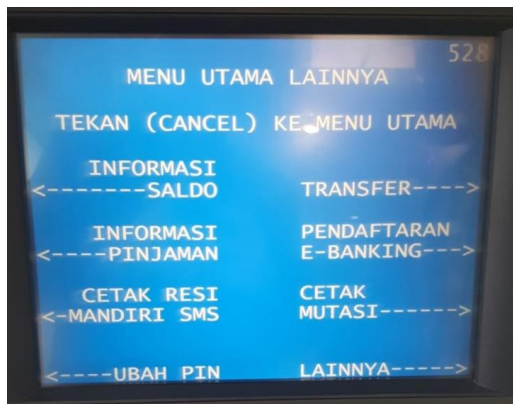 528
MENU UTAMA LAINNYA
TEKAN (CANCEL) KE MENU UTAMA
INFORMASI
<-------SALDO TRANSFER---->
INFORMASI PENDAFTARAN
<----PINJAMAN E-BANKING--->
CETAK RESI CETAK
<-MANDIRI SMS MUTASI------>
<----UBAH PIN LAINNYA----->